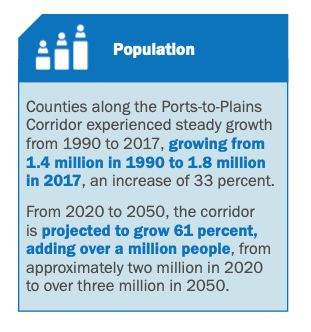 Population
Counties along the Ports-to-Plains
Corridor experienced steady growth
from 1990 to 2017, growing from
1.4 million in 1990 to 1.8 million
in 2017, an increase of 33 percent.
From 2020 to 2050, the corridor
is projected to grow 61 percent,
adding over a million people, from
approximately two million in 2020
to over three million in 2050.